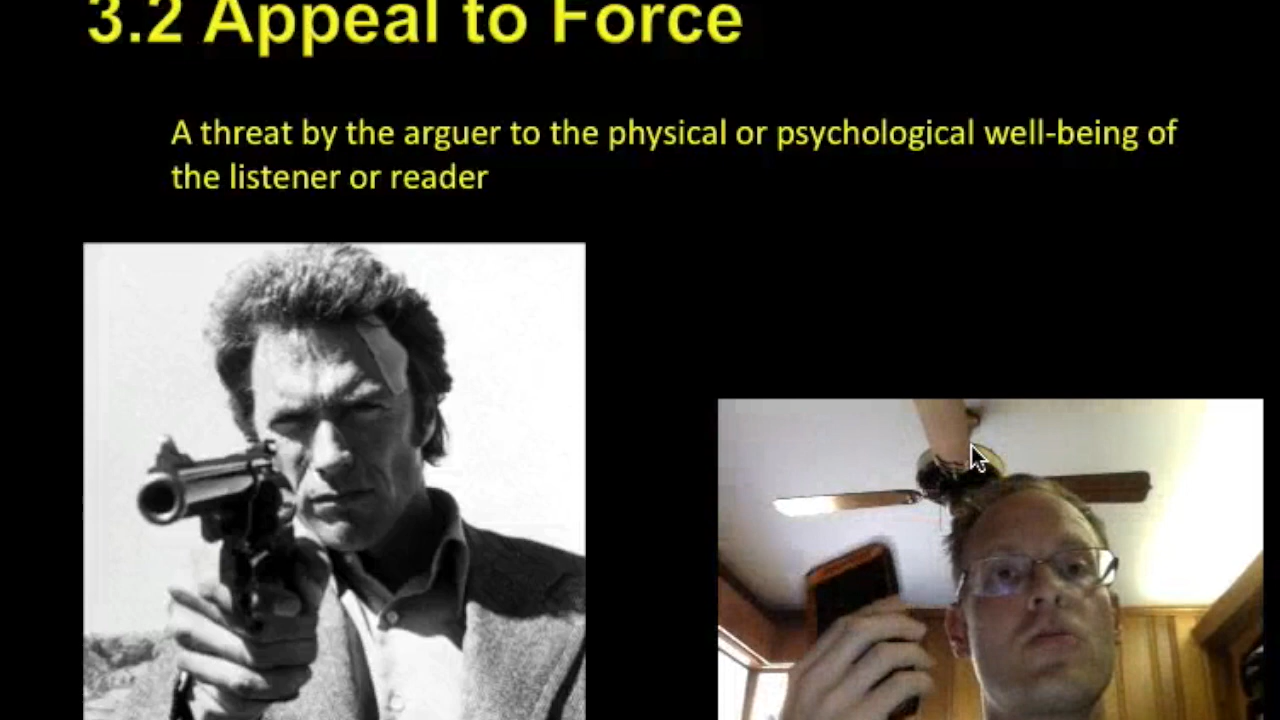 3.2 Appeal to Force
A threat by the arguer to the physical or psychological well-being of
the listener or reader